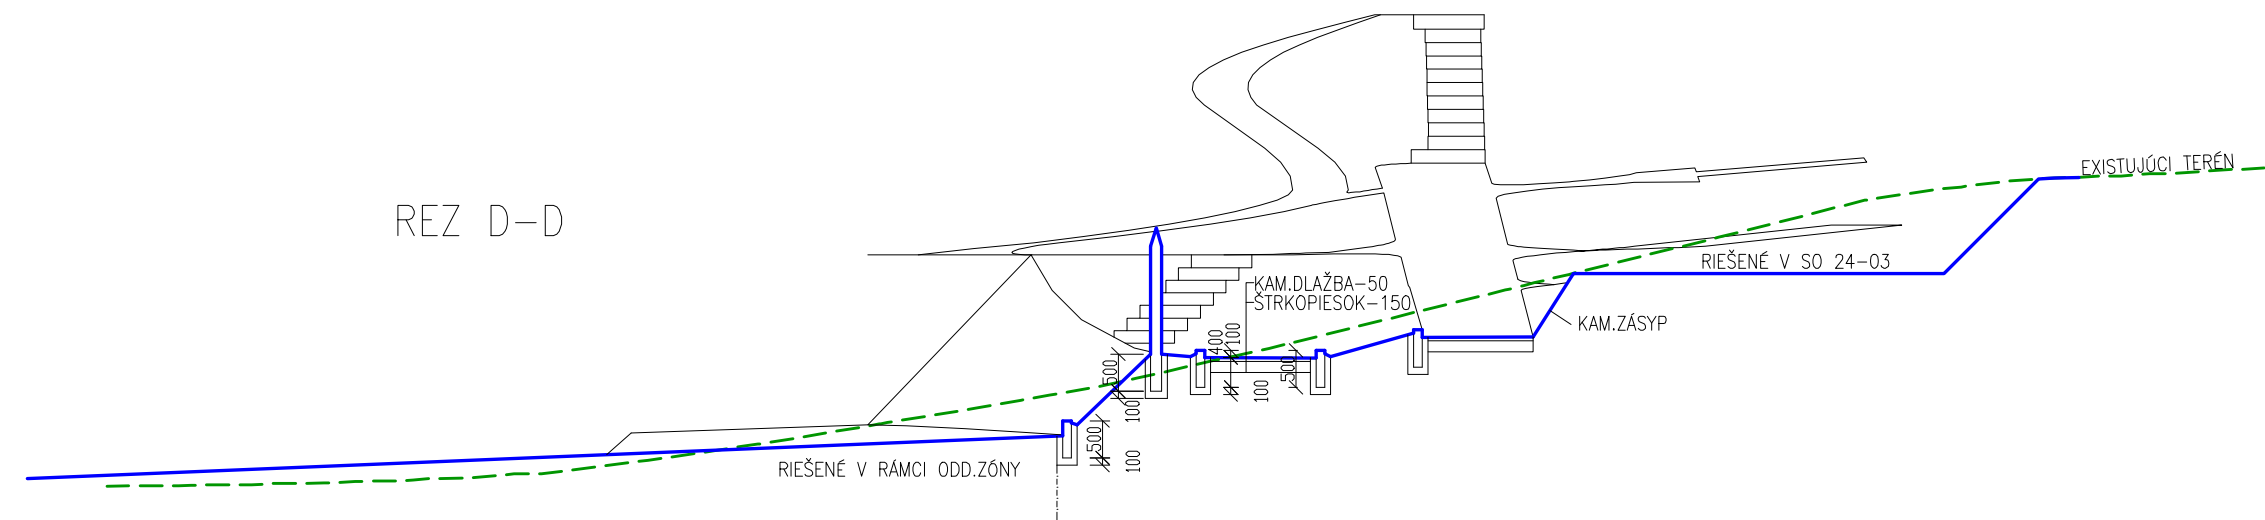 EXISTUJÚCI TERÉN
REZ D-D
RIEŠENÉ V SO 24-03
KAM.DLAŽBA-50
ŠTRKOPIESOK-150
KAM.ZÁSYP
400
100
500
500
100
100
500
100
RIEŠENÉ V RÁMCI ODD.ZÓNY